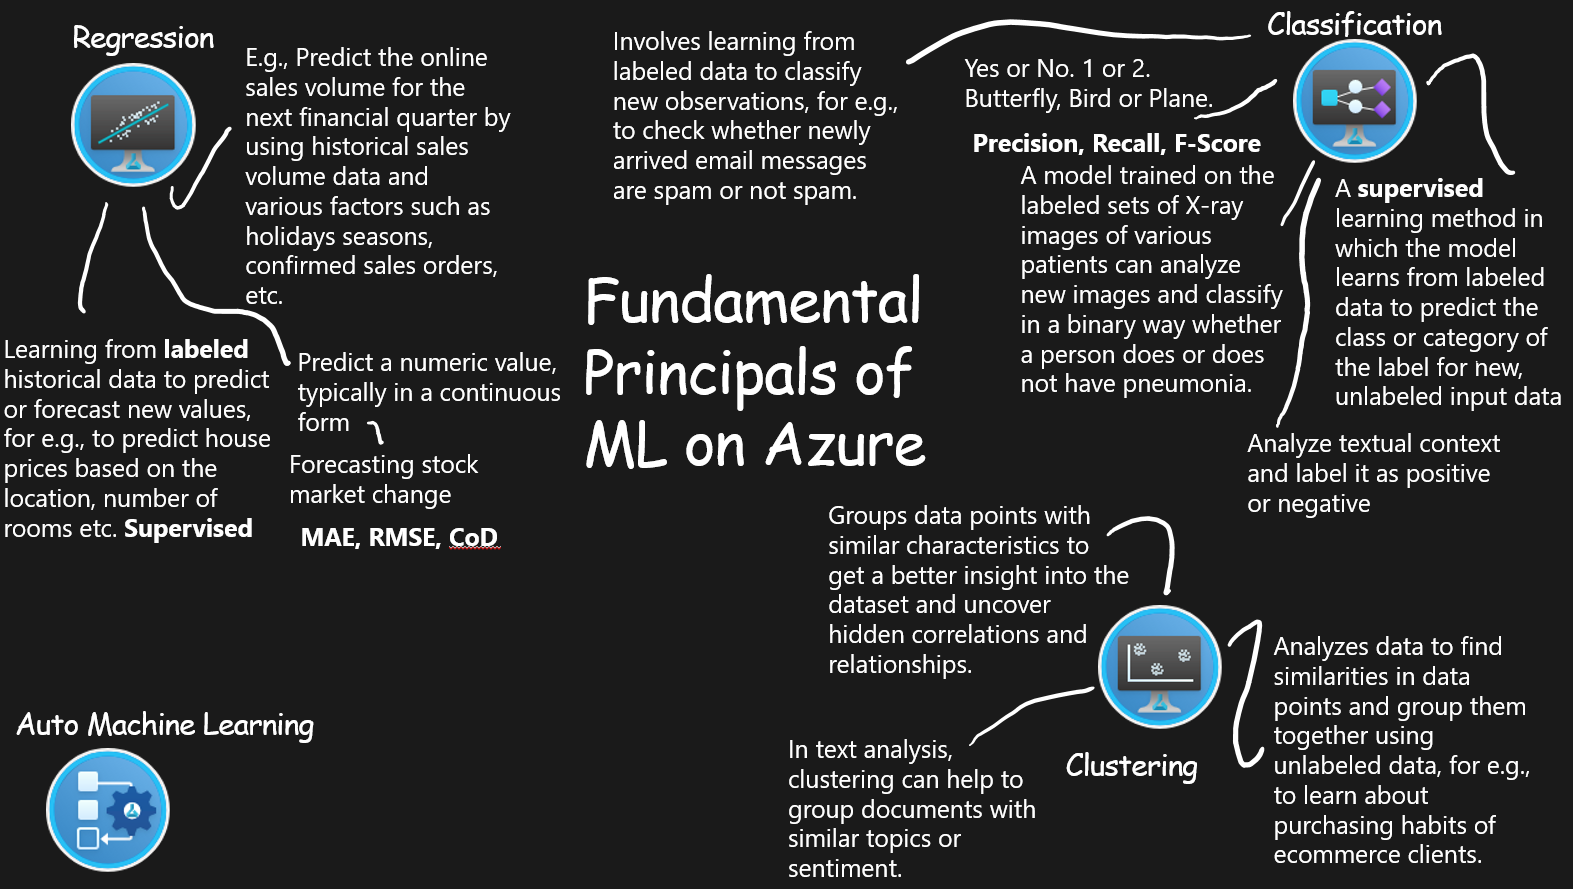 Regression
E.g., Predict the online
sales volume for the
next financial quarter by
using historical sales
volume data and
various factors such as
holidays seasons,
confirmed sales orders,
etc.
Learning from labeled
historical data to predict
or forecast new values,
for e.g., to predict house
prices based on the
location, number of
rooms etc. Supervised
Predict a numeric value,
typically in a continuous
form
Forecasting stock
market change
MAE, RMSE, CoD
Involves learning from
labeled data to classify
new observations, for e.g.,
to check whether newly
arrived email messages
are spam or not spam.
Classification
Yes or No. 1 or 2.
Butterfly, Bird or Plane.
Precision, Recall, F-Score
A model trained on the
labeled sets of X-ray
images of various
patients can analyze
new images and classify
in a binary way whether
a person does or does
not have pneumonia.
A supervised
learning method in
which the model
learns from labeled
data to predict the
class or category of
the label for new,
unlabeled input data
Analyze textual context
and label it as positive
or negative
Fundamental
Principals of
ML on Azure
Groups data points with
similar characteristics to
get a better insight into the
dataset and uncover
hidden correlations and
relationships.
Clustering
In text analysis,
clustering can help to
group documents with
similar topics or
sentiment.
Analyzes data to find
similarities in data
points and group them
together using
unlabeled data, for e.g.,
to learn about
purchasing habits of
ecommerce clients.
Auto Machine Learning